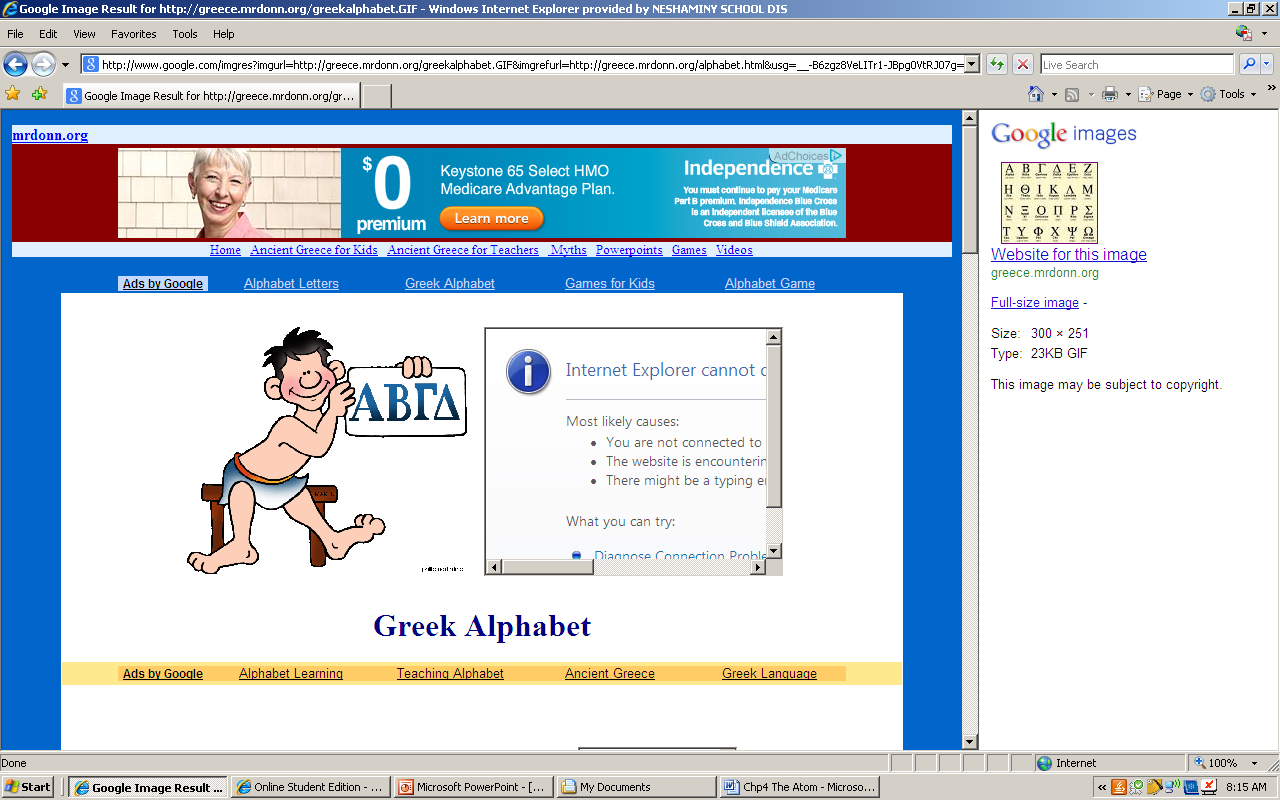 Google Image Result for http://greece.mrdonn.org/greekalphabet.GIF - Windows Internet Explorer provided by NESHAMINY SCHOOL DIS
File Edit View Favorites Tools Help
http://www.google.com/imgres?imgurl=http://greece.mrdonn.org/greekalphabet.GIF&imgrefurl=http://greece.mrdonn.org/alphabet.html&usg=__-B6zgz8VeLITr1-JBpg0VtRJ07g=
Live Search
Google Image Result for http://greece.mrdonn.org/gr...
Page Tools
mrdonn.org
$0 premium
Keystone 65 Select HMO
Medicare Advantage Plan.
Learn more
AdChoices
Independence
You must continue to pay your Medicare
Part B premium. Independence Blue Cross
is an independent licensee of the Blue
Cross and Blue Shield Association.
Home Ancient Greece for Kids Ancient Greece for Teachers Myths Powerpoints Games Videos
Ads by Google Alphabet Letters Greek Alphabet Games for Kids Alphabet Game
ΑΒΓΔ
Internet Explorer cannot
Most likely causes:
You are not connected to
The website is encounterin
There might be a typing
What you can try:
Diagnose Connection Proble
Greek Alphabet
Ads by Google Alphabet Learning Teaching Alphabet Ancient Greece Greek Language
Google images
Α Β Γ Δ Ε Ζ
Η Θ Ι Κ Λ Μ
Ν Ξ Ο Π Ρ Σ
Τ Υ Φ Χ Ψ Ω
Website for this image
greece.mrdonn.org
Full-size image -
Size: 300 × 251
Type: 23KB GIF
This image may be subject to copyright.
Done
Internet
100%
Start
Google Image Result ...
Online Student Edition - ...
Microsoft PowerPoint - [...
My Documents
Chp4 The Atom - Microso...
8:15 AM